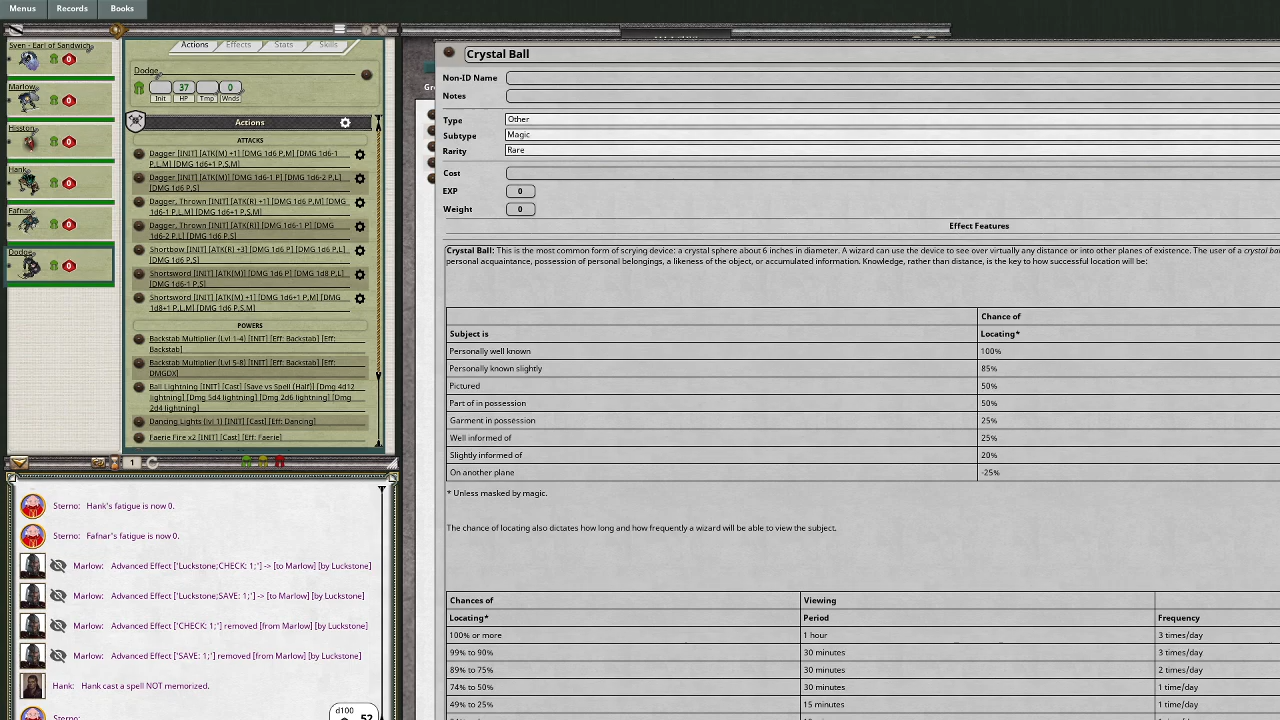 Menus Records Books
Sven - Earl of Sandwich
0
Marlow
0
Hisston
0
Hank
0
Fafnar
0
Dodge
0
Actions Effects Stats Skills
Dodge
37 0
Init HP Tmp Wnds
Actions
ATTACKS
Dagger [INIT] [ATK(M) +1] [DMG 1d6 P,M] [DMG 1d6-1
P,L,M] [DMG 1d6+1 P,S,M]
Dagger [INIT] [ATK(M)] [DMG 1d6-1 P] [DMG 1d6-2 P,L]
[DMG 1d6 P,S]
Dagger, Thrown [INIT] [ATK(R) +1] [DMG 1d6 P,M] [DMG
1d6-1 P,L,M] [DMG 1d6+1 P,S,M]
Dagger, Thrown [INIT] [ATK(R)] [DMG 1d6-1 P] [DMG
1d6-2 P,L] [DMG 1d6 P,S]
Shortbow [INIT] [ATK(R) +3] [DMG 1d6 P] [DMG 1d6 P,L]
[DMG 1d6 P,S]
Shortsword [INIT] [ATK(M)] [DMG 1d6 P] [DMG 1d8 P,L]
[DMG 1d6-1 P,S]
Shortsword [INIT] [ATK(M) +1] [DMG 1d6+1 P,M] [DMG
1d8+1 P,L,M] [DMG 1d6 P,S,M]
POWERS
Backstab Multiplier (Lvl 1-4) [INIT] [Eff: Backstab] [Eff:
Backstab]
Backstab Multiplier (Lvl 5-8) [INIT] [Eff: Backstab] [Eff:
DMGDX]
Ball Lightning [INIT] [Cast] [Save vs Spell (Half)] [Dmg 4d12
lightning] [Dmg 5d4 lightning] [Dmg 2d6 lightning] [Dmg
2d4 lightning]
Dancing Lights (lvl 1) [INIT] [Cast] [Eff: Dancing]
Faerie Fire x2 [INIT] [Cast] [Eff: Faerie]
1
Sterno: Hank's fatigue is now 0.
Sterno: Fafnar's fatigue is now 0.
Marlow: Advanced Effect ['Luckstone;CHECK: 1;'] -> [to Marlow] [by Luckstone]
Marlow: Advanced Effect ['Luckstone;SAVE: 1;'] -> [to Marlow] [by Luckstone]
Marlow: Advanced Effect ['CHECK: 1;'] removed [from Marlow] [by Luckstone]
Marlow: Advanced Effect ['SAVE: 1;'] removed [from Marlow] [by Luckstone]
Hank: Hank cast a spell NOT memorized.
Sterno:
d100
52
Gr
Crystal Ball
Non-ID Name
Notes
Type Other
Subtype Magic
Rarity Rare
Cost
EXP 0
Weight 0
Effect Features
Crystal Ball: This is the most common form of scrying device: a crystal sphere about 6 inches in diameter. A wizard can use the device to see over virtually any distance or into other planes of existence. The user of a crystal ba
personal acquaintance, possession of personal belongings, a likeness of the object, or accumulated information. Knowledge, rather than distance, is the key to how successful location will be:
Chance of
Subject is Locating*
Personally well known 100%
Personally known slightly 85%
Pictured 50%
Part of in possession 50%
Garment in possession 25%
Well informed of 25%
Slightly informed of 20%
On another plane -25%
* Unless masked by magic.
The chance of locating also dictates how long and how frequently a wizard will be able to view the subject.
Chances of Viewing
Locating* Period Frequency
100% or more 1 hour 3 times/day
99% to 90% 30 minutes 3 times/day
89% to 75% 30 minutes 2 times/day
74% to 50% 30 minutes 1 time/day
49% to 25% 15 minutes 1 time/day